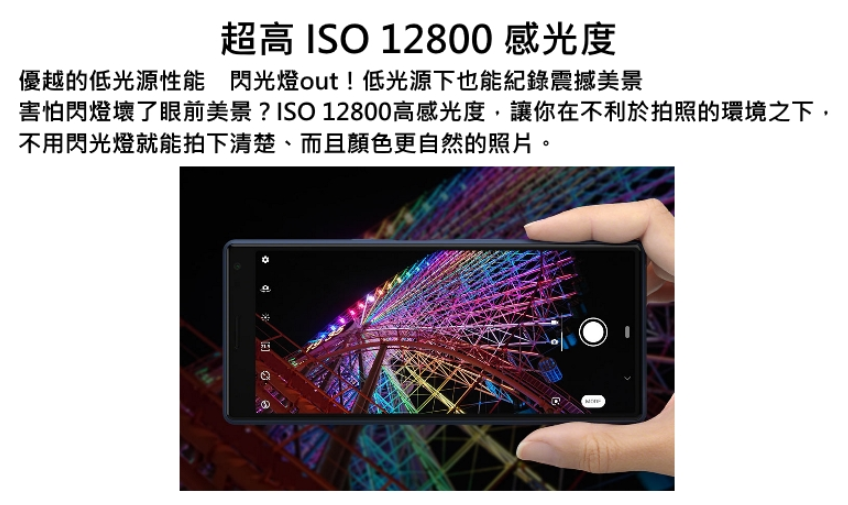 超高 ISO 12800 感光度
優越的低光源性能　閃光燈out！低光源下也能紀錄震撼美景
害怕閃燈壞了眼前美景？ISO 12800高感光度，讓你在不利於拍照的環境之下，
不用閃光燈就能拍下清楚、而且顏色更自然的照片。
MORE